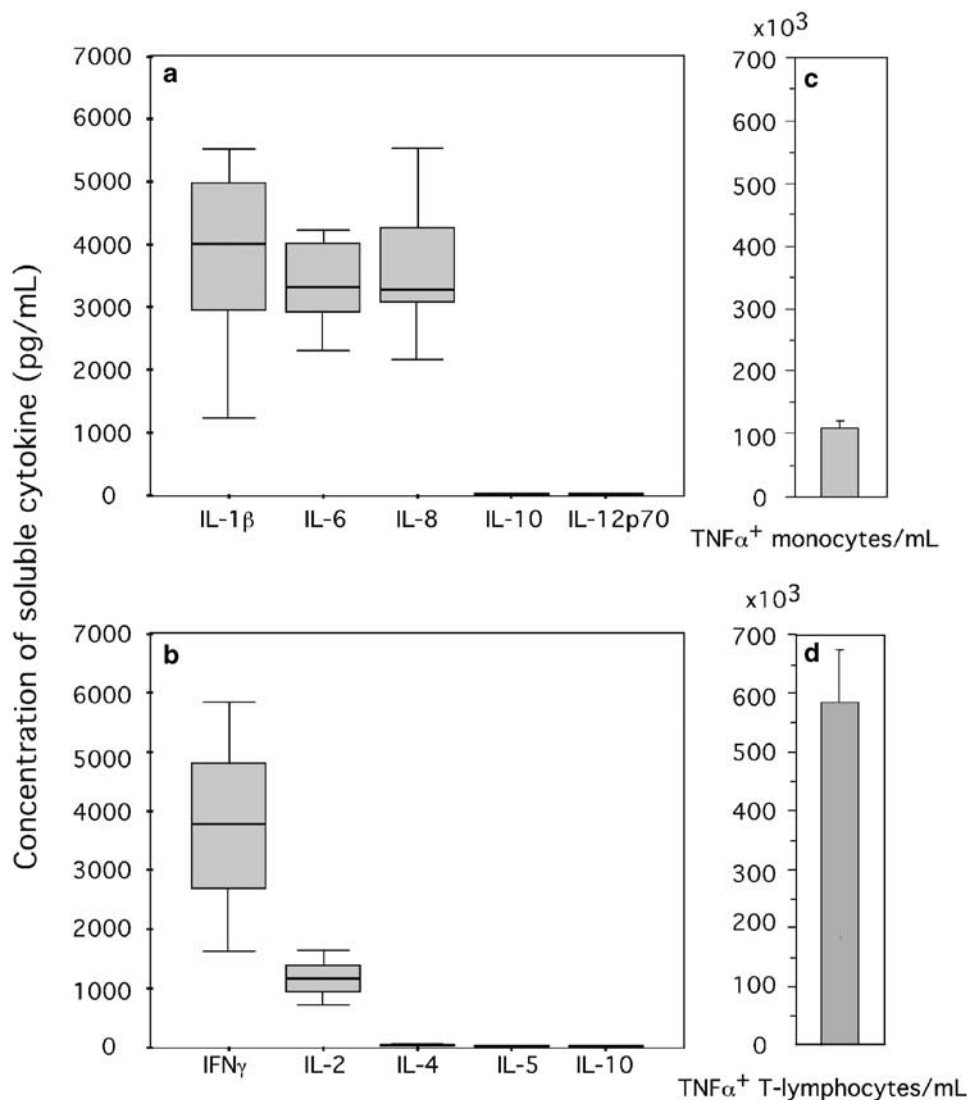 Concentration of soluble cytokine (pg/mL)
a
7000
6000
5000
4000
3000
2000
1000
0
IL-1β IL-6 IL-8 IL-10 IL-12p70
x10³
c
700
600
500
400
300
200
100
0
TNFα⁺ monocytes/mL
b
7000
6000
5000
4000
3000
2000
1000
0
IFNγ IL-2 IL-4 IL-5 IL-10
x10³
d
700
600
500
400
300
200
100
0
TNFα⁺ T-lymphocytes/mL